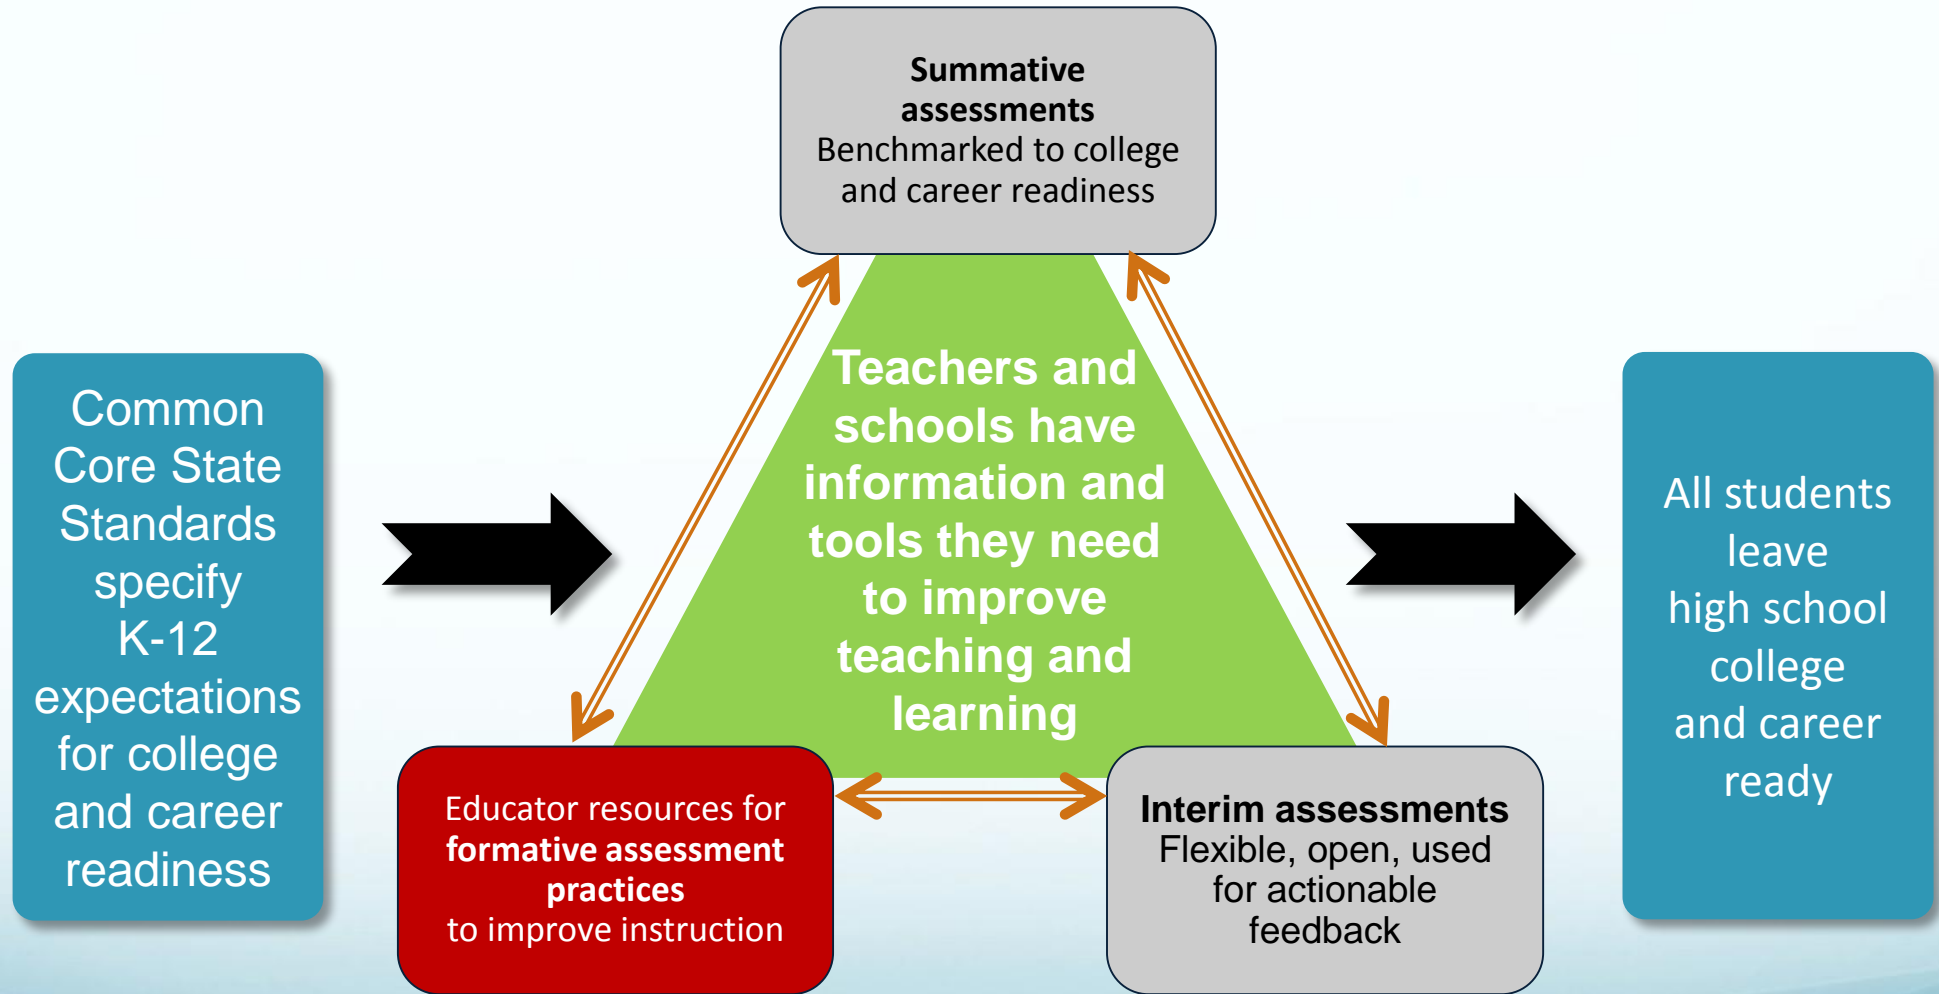 Summative
assessments
Benchmarked to college
and career readiness
Common
Core State
Standards
specify
K-12
expectations
for college
and career
readiness
Teachers and
schools have
information and
tools they need
to improve
teaching and
learning
All students
leave
high school
college
and career
ready
Educator resources for
formative assessment
practices
to improve instruction
Interim assessments
Flexible, open, used
for actionable
feedback